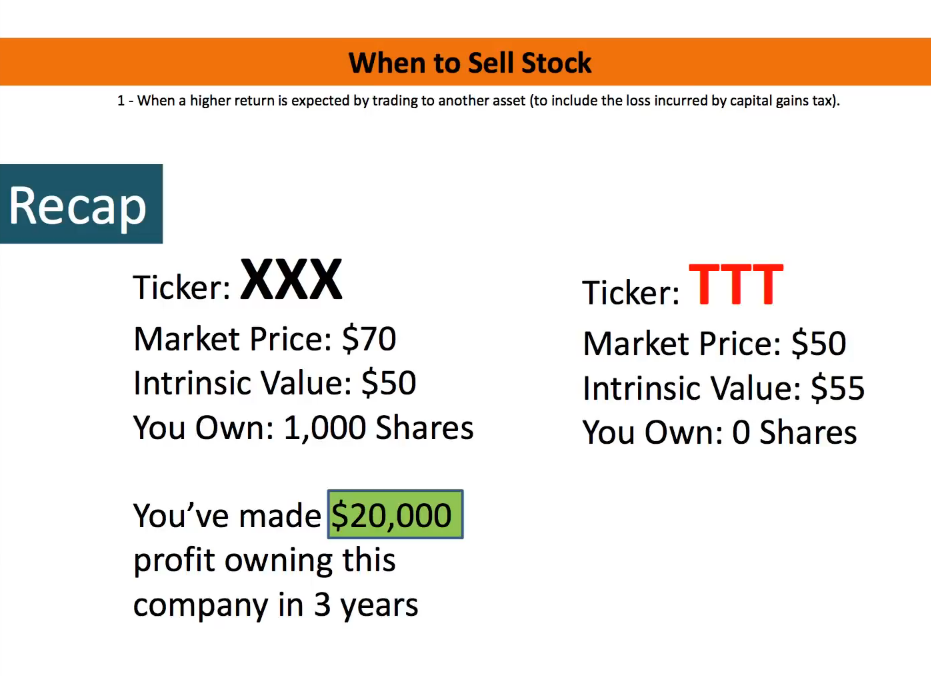 When to Sell Stock
1 - When a higher return is expected by trading to another asset (to include the loss incurred by capital gains tax).
Recap
Ticker: XXX
Market Price: $70
Intrinsic Value: $50
You Own: 1,000 Shares
You’ve made $20,000
profit owning this
company in 3 years
Ticker: TTT
Market Price: $50
Intrinsic Value: $55
You Own: 0 Shares